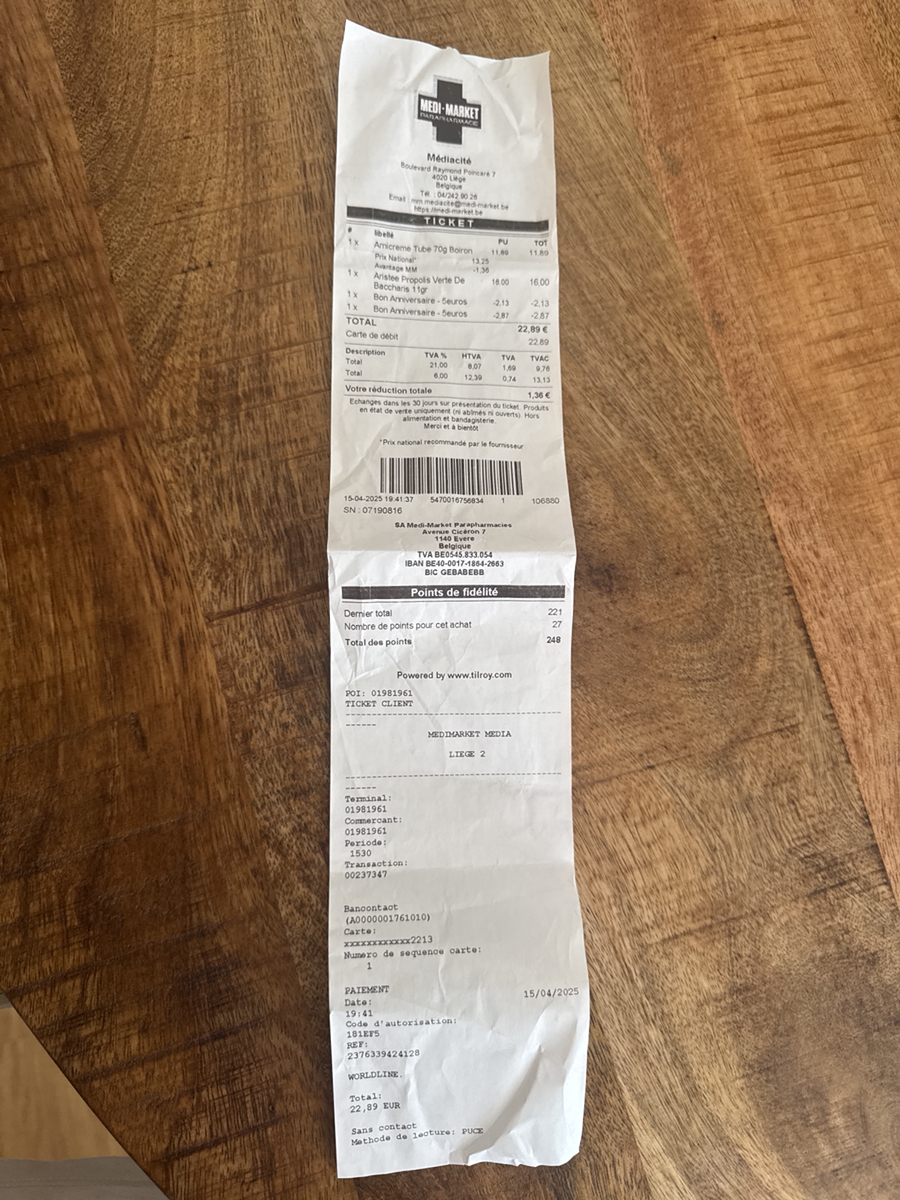 MEDI-MARKET
PARAPHARMACIE
Médiacité
Boulevard Raymond Poincaré 7
4020 Liège
Belgique
Tél : 04/242 90 26
Email : mm.mediacite@medi-market.be
https://medi-market.be
TICKET
# libellé PU TOT
1 x Arnicreme Tube 70g Boiron 11,89 11,89
Prix National* 13,25
Avantage MM -1,36
1 x Aristée Propolis Verte De 16,00 16,00
Baccharis 11gr
1 x Bon Anniversaire - 5euros -2,13 -2,13
1 x Bon Anniversaire - 5euros -2,87 -2,87
TOTAL 22,89 €
Carte de débit 22,89
Description TVA % HTVA TVA TVAC
Total 21,00 8,07 1,69 9,76
Total 6,00 12,39 0,74 13,13
Votre réduction totale 1,36 €
Echanges dans les 30 jours sur présentation du ticket. Produits
en état de vente uniquement (ni abîmés ni ouverts). Hors
alimentation et bandagisterie.
Merci et à bientôt
*Prix national recommandé par le fournisseur
15-04-2025 19:41:37 5470016756834 1 106880
SN : 07190816
SA Medi-Market Parapharmacies
Avenue Cicéron 7
1140 Evere
Belgique
TVA BE0545.833.054
IBAN BE40-0017-1864-2663
BIC GEBABEBB
Points de fidélité
Dernier total 221
Nombre de points pour cet achat 27
Total des points 248
Powered by www.tilroy.com
POI: 01981961
TICKET CLIENT
--------------------------------------
------
MEDIMARKET MEDIA
LIEGE 2
--------------------------------------
------
Terminal:
01981961
Commercant:
01981961
Periode:
1530
Transaction:
00237347
Bancontact
(A0000001761010)
Carte:
xxxxxxxxxxxx2213
Numero de sequence carte:
1
PAIEMENT
Date: 15/04/2025
19:41
Code d'autorisation:
181EF5
REF:
2376339424128
WORLDLINE.
Total:
22,89 EUR
Sans contact
Methode de lecture: PUCE